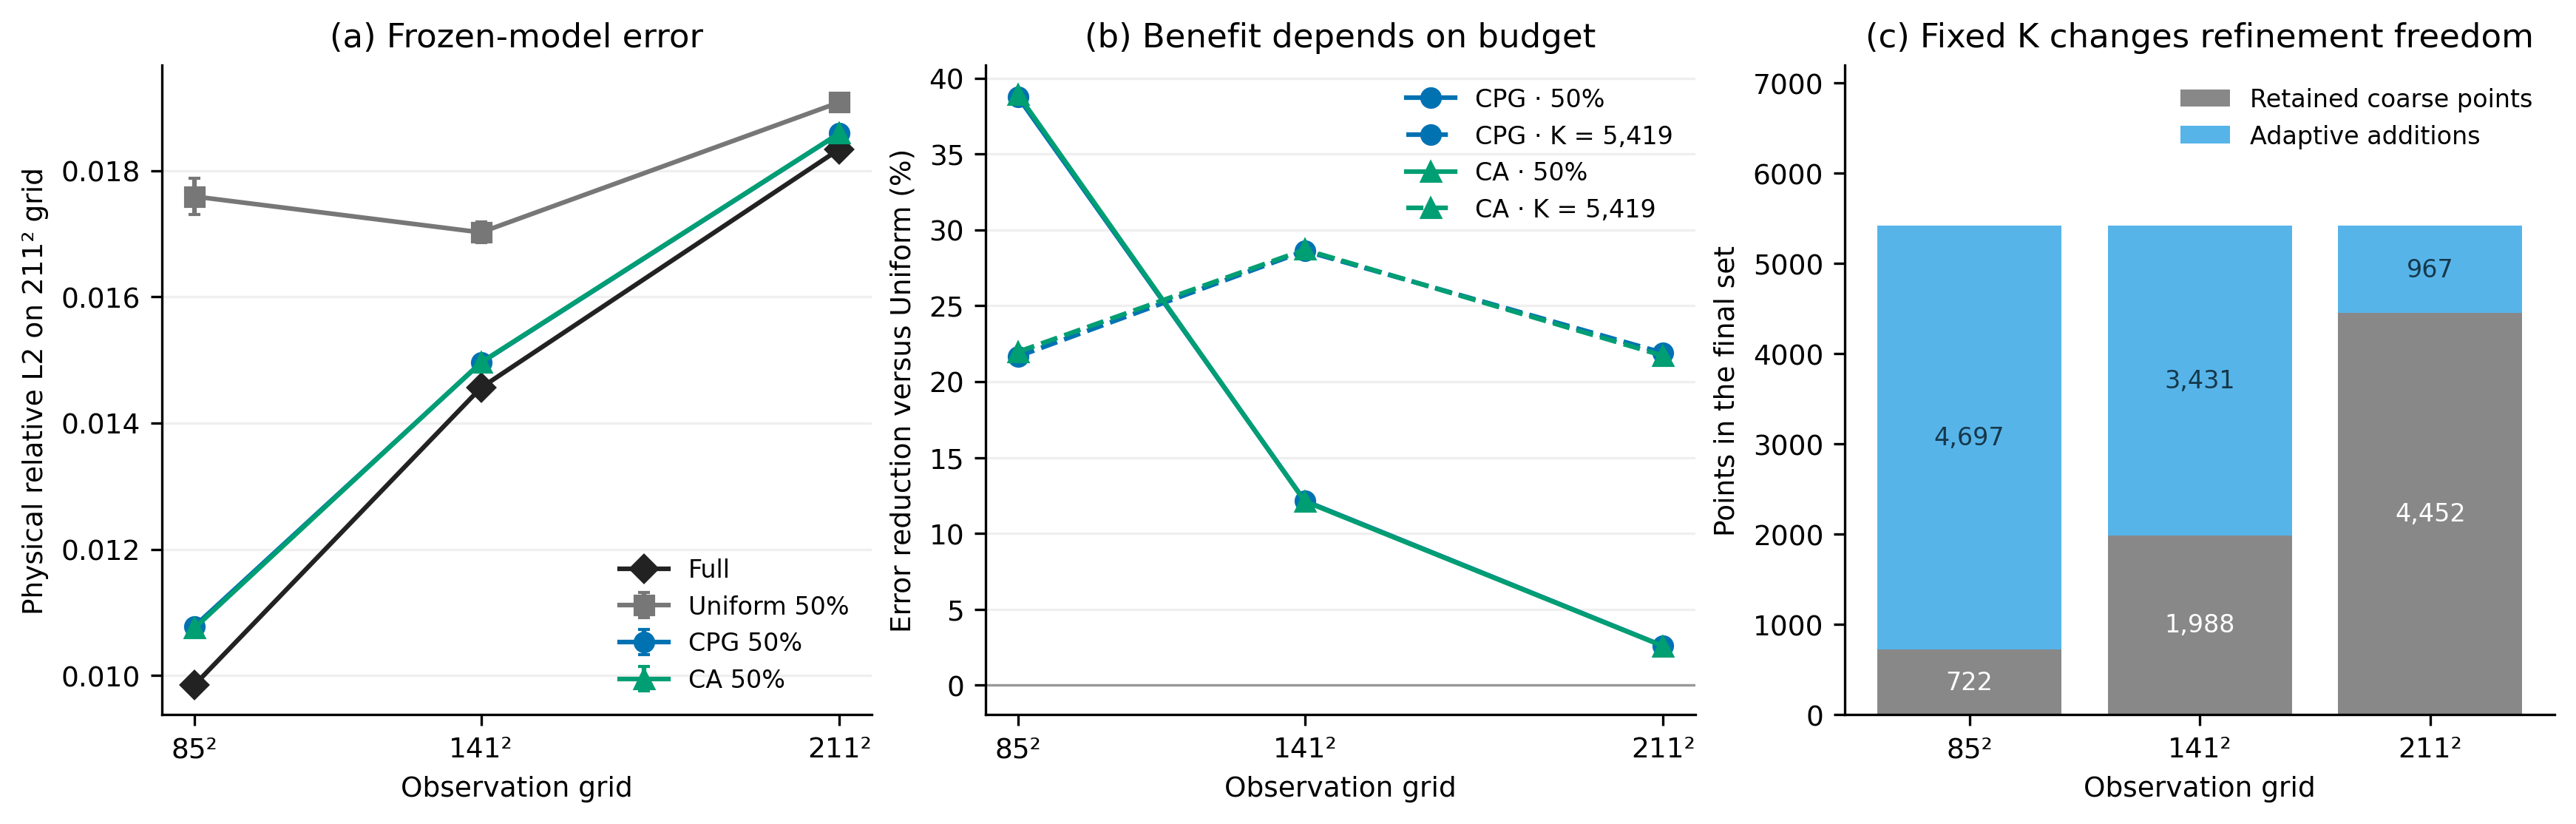 (a) Frozen-model error
Physical relative L2 on 211² grid
0.018
0.016
0.014
0.012
0.010
85²
141²
211²
Observation grid
Full
Uniform 50%
CPG 50%
CA 50%
(b) Benefit depends on budget
Error reduction versus Uniform (%)
40
35
30
25
20
15
10
5
0
85²
141²
211²
Observation grid
CPG · 50%
CPG · K = 5,419
CA · 50%
CA · K = 5,419
(c) Fixed K changes refinement freedom
Points in the final set
7000
6000
5000
4000
3000
2000
1000
0
85²
141²
211²
Observation grid
Retained coarse points
Adaptive additions
4,697
722
3,431
1,988
967
4,452